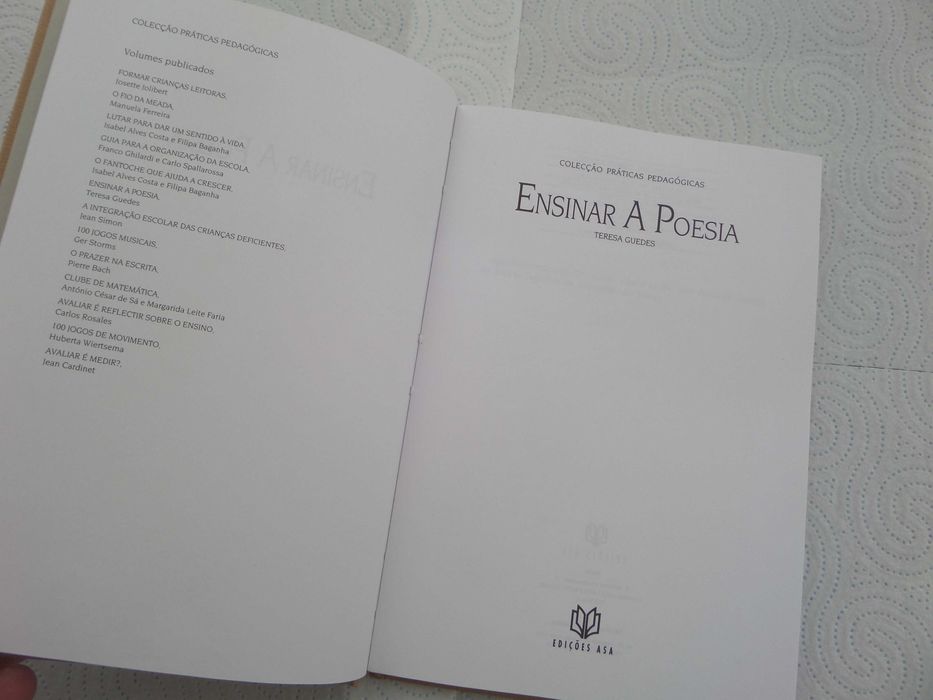 COLECÇÃO PRÁTICAS PEDAGÓGICAS
Volumes publicados
FORMAR CRIANÇAS LEITORAS,
Josette Jolibert
O FIO DA MEADA,
Manuela Ferreira
LUTAR PARA DAR UM SENTIDO À VIDA,
Isabel Alves Costa e Filipa Baganha
GUIA PARA A ORGANIZAÇÃO DA ESCOLA,
Franco Ghilardi e Carlo Spallarossa
O FANTOCHE QUE AJUDA A CRESCER,
Isabel Alves Costa e Filipa Baganha
ENSINAR A POESIA,
Teresa Guedes
A INTEGRAÇÃO ESCOLAR DAS CRIANÇAS DEFICIENTES,
Jean Simon
100 JOGOS MUSICAIS,
Ger Storms
O PRAZER NA ESCRITA,
Pierre Bach
CLUBE DE MATEMÁTICA,
António César de Sá e Margarida Leite Faria
AVALIAR É REFLECTIR SOBRE O ENSINO,
Carlos Rosales
100 JOGOS DE MOVIMENTO,
Huberta Wiertsema
AVALIAR É MEDIR?,
Jean Cardinet
COLECÇÃO PRÁTICAS PEDAGÓGICAS
ENSINAR A POESIA
TERESA GUEDES
EDIÇÕES ASA